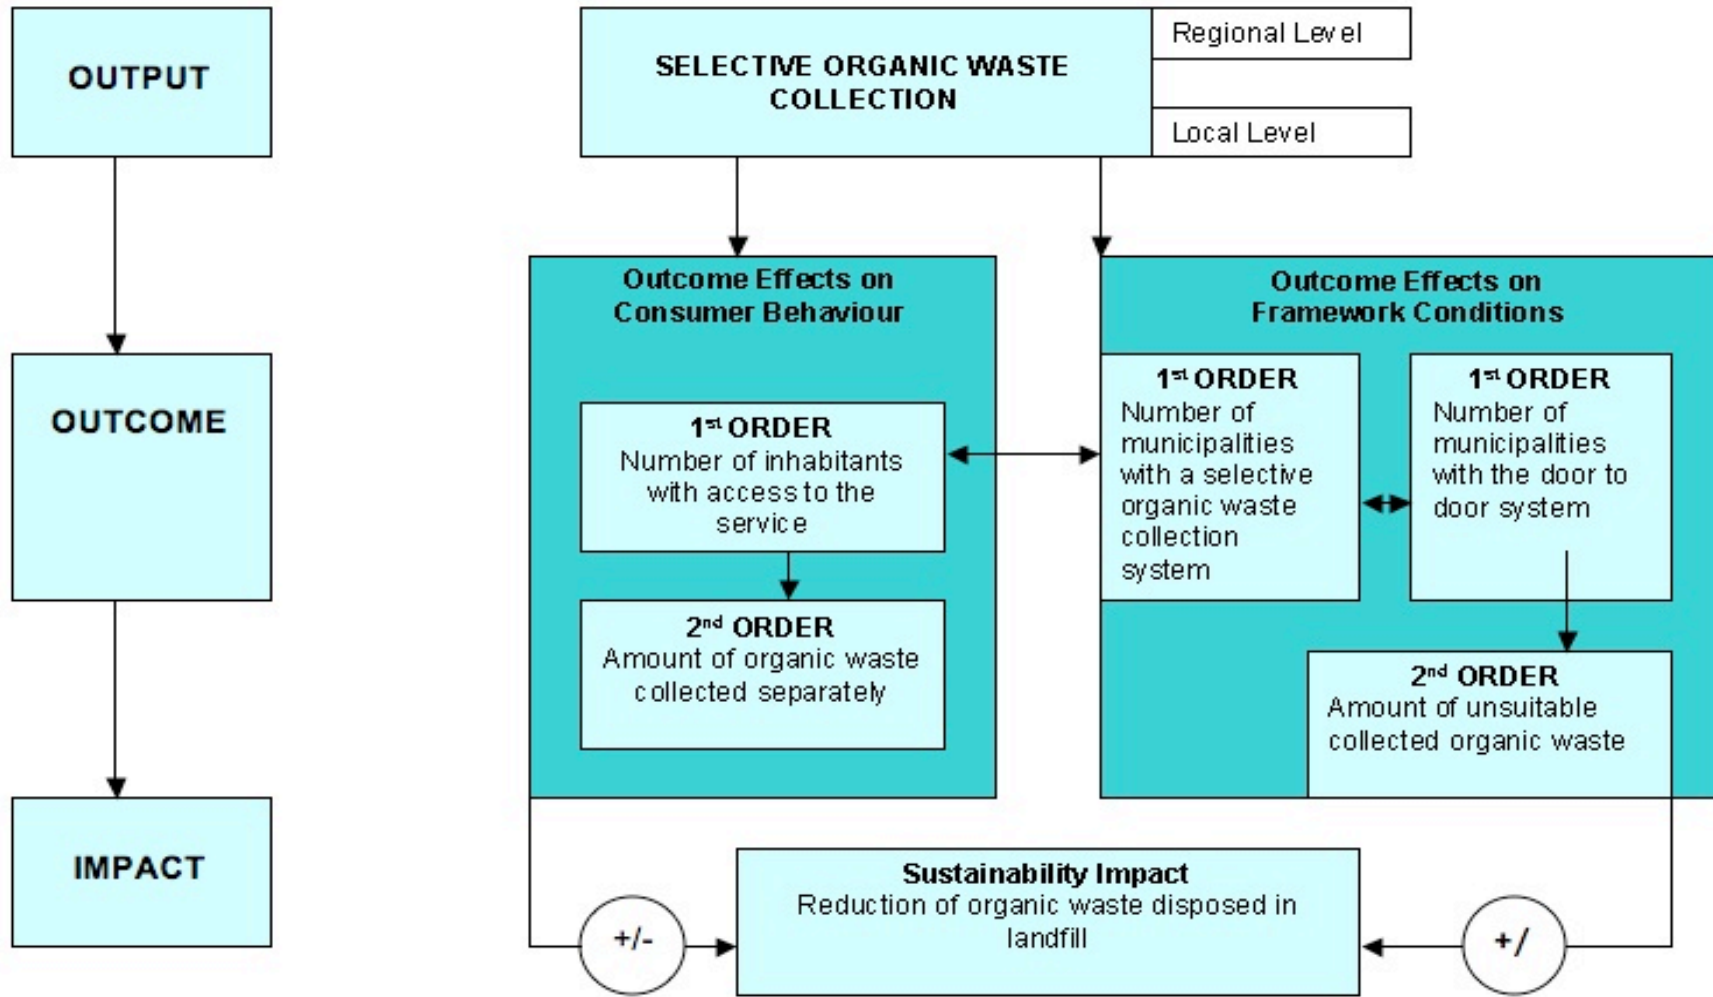 OUTPUT
SELECTIVE ORGANIC WASTE
COLLECTION
Regional Level
Local Level
OUTCOME
Outcome Effects on
Consumer Behaviour
1st ORDER
Number of inhabitants
with access to the
service
2nd ORDER
Amount of organic waste
collected separately
Outcome Effects on
Framework Conditions
1st ORDER
Number of
municipalities
with a selective
organic waste
collection
system
1st ORDER
Number of
municipalities
with the door to
door system
2nd ORDER
Amount of unsuitable
collected organic waste
IMPACT
+/-
Sustainability Impact
Reduction of organic waste disposed in
landfill
+/